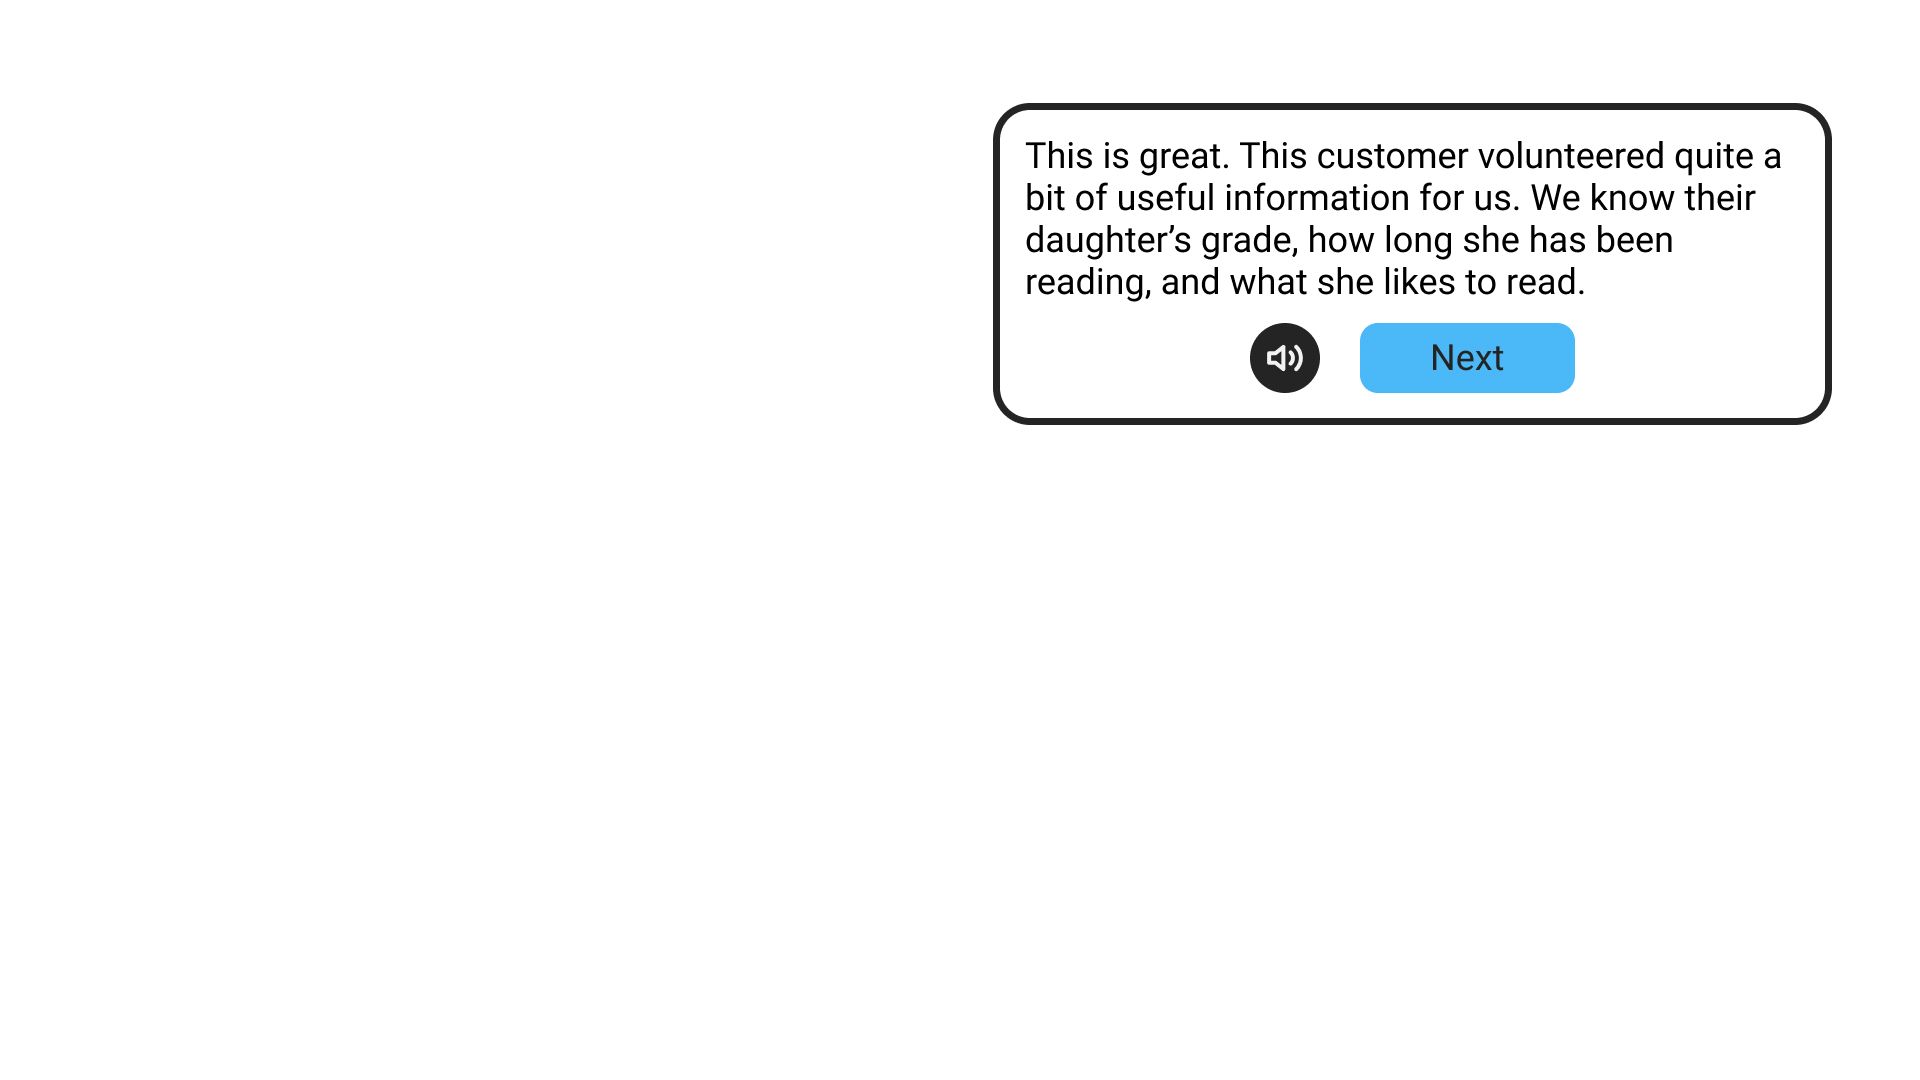 This is great. This customer volunteered quite a
bit of useful information for us. We know their
daughter’s grade, how long she has been
reading, and what she likes to read.
Next